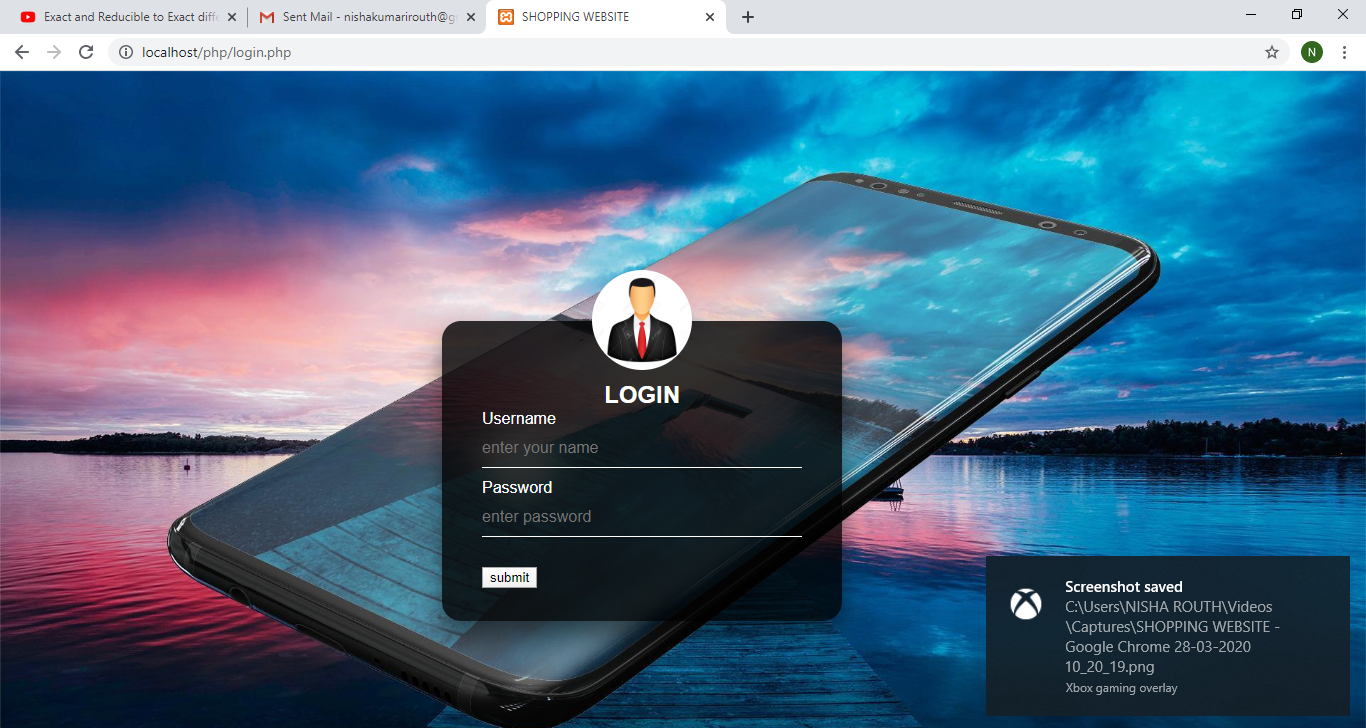 Exact and Reducible to Exact diffe
Sent Mail - nishakumarirouth@g
SHOPPING WEBSITE
localhost/php/login.php
N
LOGIN
Username
enter your name
Password
enter password
submit
Screenshot saved
C:\Users\NISHA ROUTH\Videos
\Captures\SHOPPING WEBSITE -
Google Chrome 28-03-2020
10_20_19.png
Xbox gaming overlay